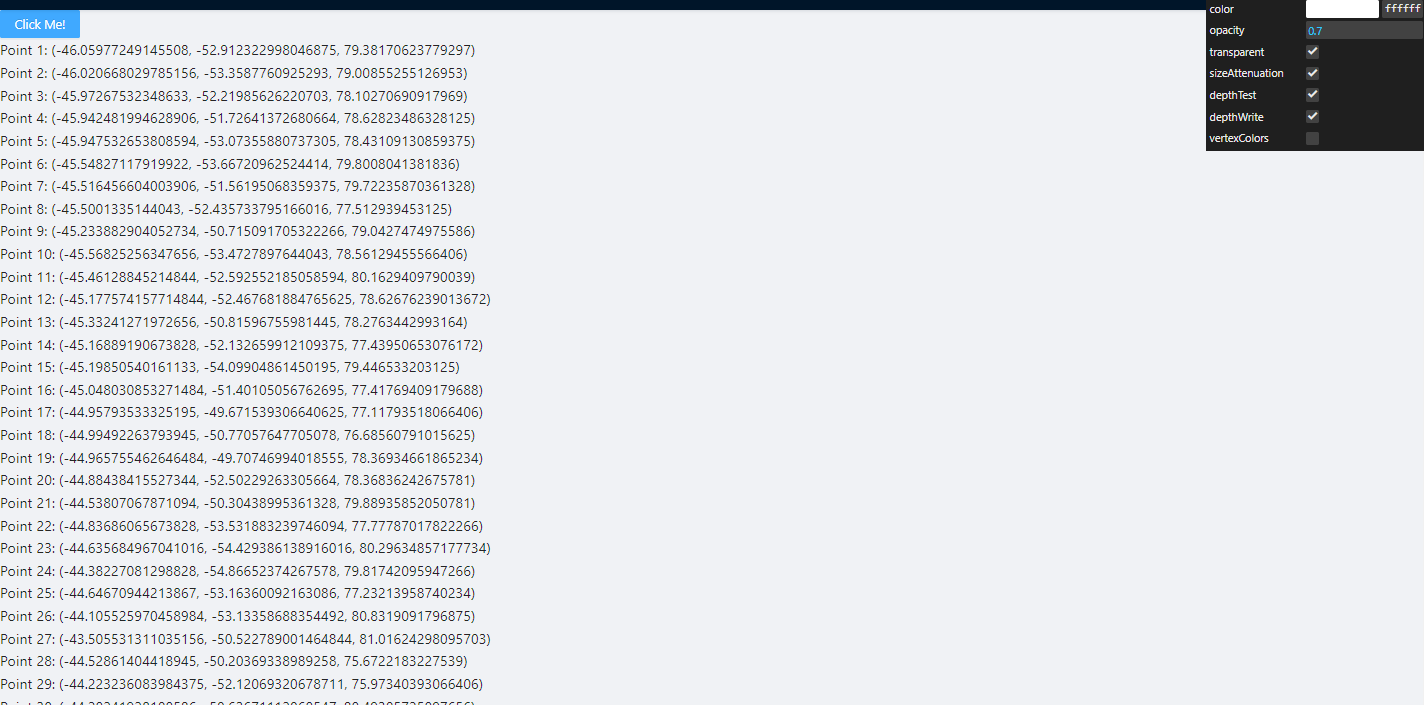 Click Me!
Point 1: (-46.05977249145508, -52.912322998046875, 79.38170623779297)
Point 2: (-46.020668029785156, -53.3587760925293, 79.00855255126953)
Point 3: (-45.97267532348633, -52.21985626220703, 78.10270690917969)
Point 4: (-45.942481994628906, -51.72641372680664, 78.62823486328125)
Point 5: (-45.947532653808594, -53.07355880737305, 78.43109130859375)
Point 6: (-45.54827117919922, -53.66720962524414, 79.8008041381836)
Point 7: (-45.516456604003906, -51.56195068359375, 79.72235870361328)
Point 8: (-45.5001335144043, -52.435733795166016, 77.512939453125)
Point 9: (-45.233882904052734, -50.715091705322266, 79.0427474975586)
Point 10: (-45.56825256347656, -53.4727897644043, 78.56129455566406)
Point 11: (-45.46128845214844, -52.592552185058594, 80.1629409790039)
Point 12: (-45.177574157714844, -52.467681884765625, 78.62676239013672)
Point 13: (-45.33241271972656, -50.81596755981445, 78.2763442993164)
Point 14: (-45.16889190673828, -52.132659912109375, 77.43950653076172)
Point 15: (-45.19850540161133, -54.09904861450195, 79.446533203125)
Point 16: (-45.048030853271484, -51.40105056762695, 77.41769409179688)
Point 17: (-44.95793533325195, -49.671539306640625, 77.11793518066406)
Point 18: (-44.99492263793945, -50.77057647705078, 76.68560791015625)
Point 19: (-44.965755462646484, -49.70746994018555, 78.36934661865234)
Point 20: (-44.88438415527344, -52.50229263305664, 78.36836242675781)
Point 21: (-44.53807067871094, -50.30438995361328, 79.88935852050781)
Point 22: (-44.83686065673828, -53.531883239746094, 77.77787017822266)
Point 23: (-44.635684967041016, -54.429386138916016, 80.29634857177734)
Point 24: (-44.38227081298828, -54.86652374267578, 79.81742095947266)
Point 25: (-44.64670944213867, -53.16360092163086, 77.23213958740234)
Point 26: (-44.105525970458984, -53.13358688354492, 80.8319091796875)
Point 27: (-43.505531311035156, -50.522789001464844, 81.01624298095703)
Point 28: (-44.52861404418945, -50.20369338989258, 75.6722183227539)
Point 29: (-44.223236083984375, -52.12069320678711, 75.97340393066406)
color ffffff
opacity 0.7
transparent
sizeAttenuation
depthTest
depthWrite
vertexColors